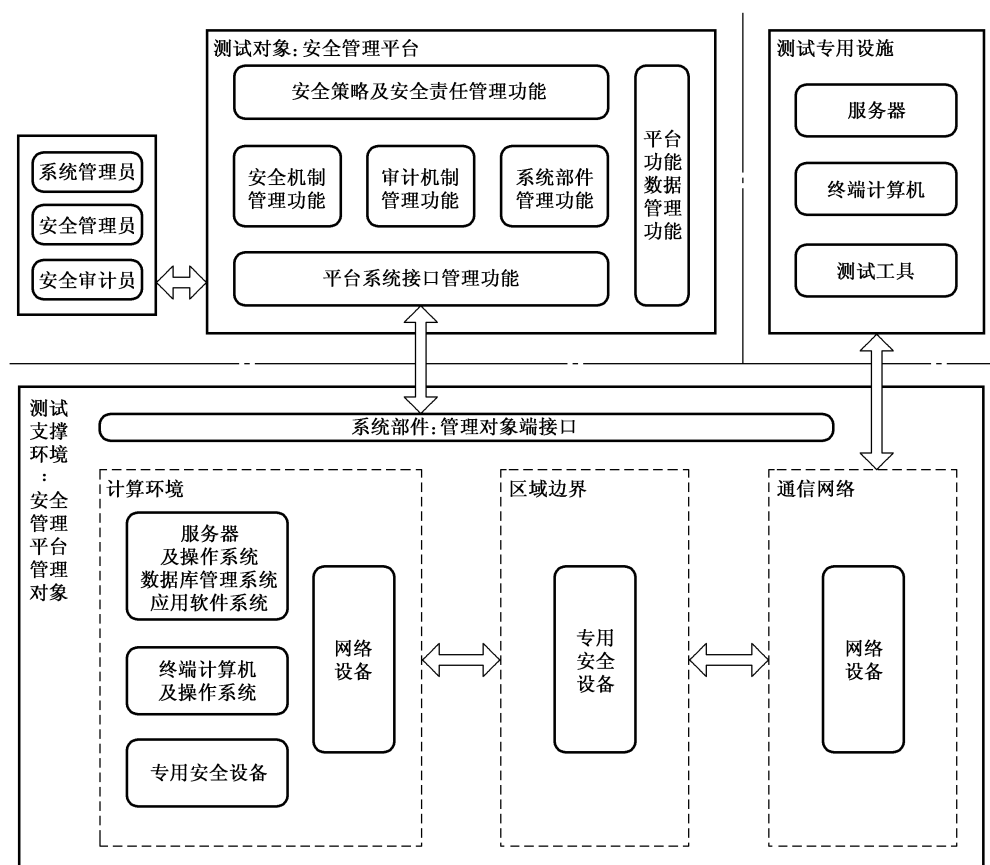 测试对象:安全管理平台
安全策略及安全责任管理功能
安全机制
管理功能
审计机制
管理功能
系统部件
管理功能
平台系统接口管理功能
平台
功能
数据
管理
功能
测试专用设施
服务器
终端计算机
测试工具
系统管理员
安全管理员
安全审计员
测试
支撑
环境
:
安全
管理
平台
管理
对象
系统部件:管理对象端接口
计算环境
服务器
及操作系统
数据库管理系统
应用软件系统
终端计算机
及操作系统
专用安全设备
网络
设备
区域边界
专用
安全
设备
通信网络
网络
设备